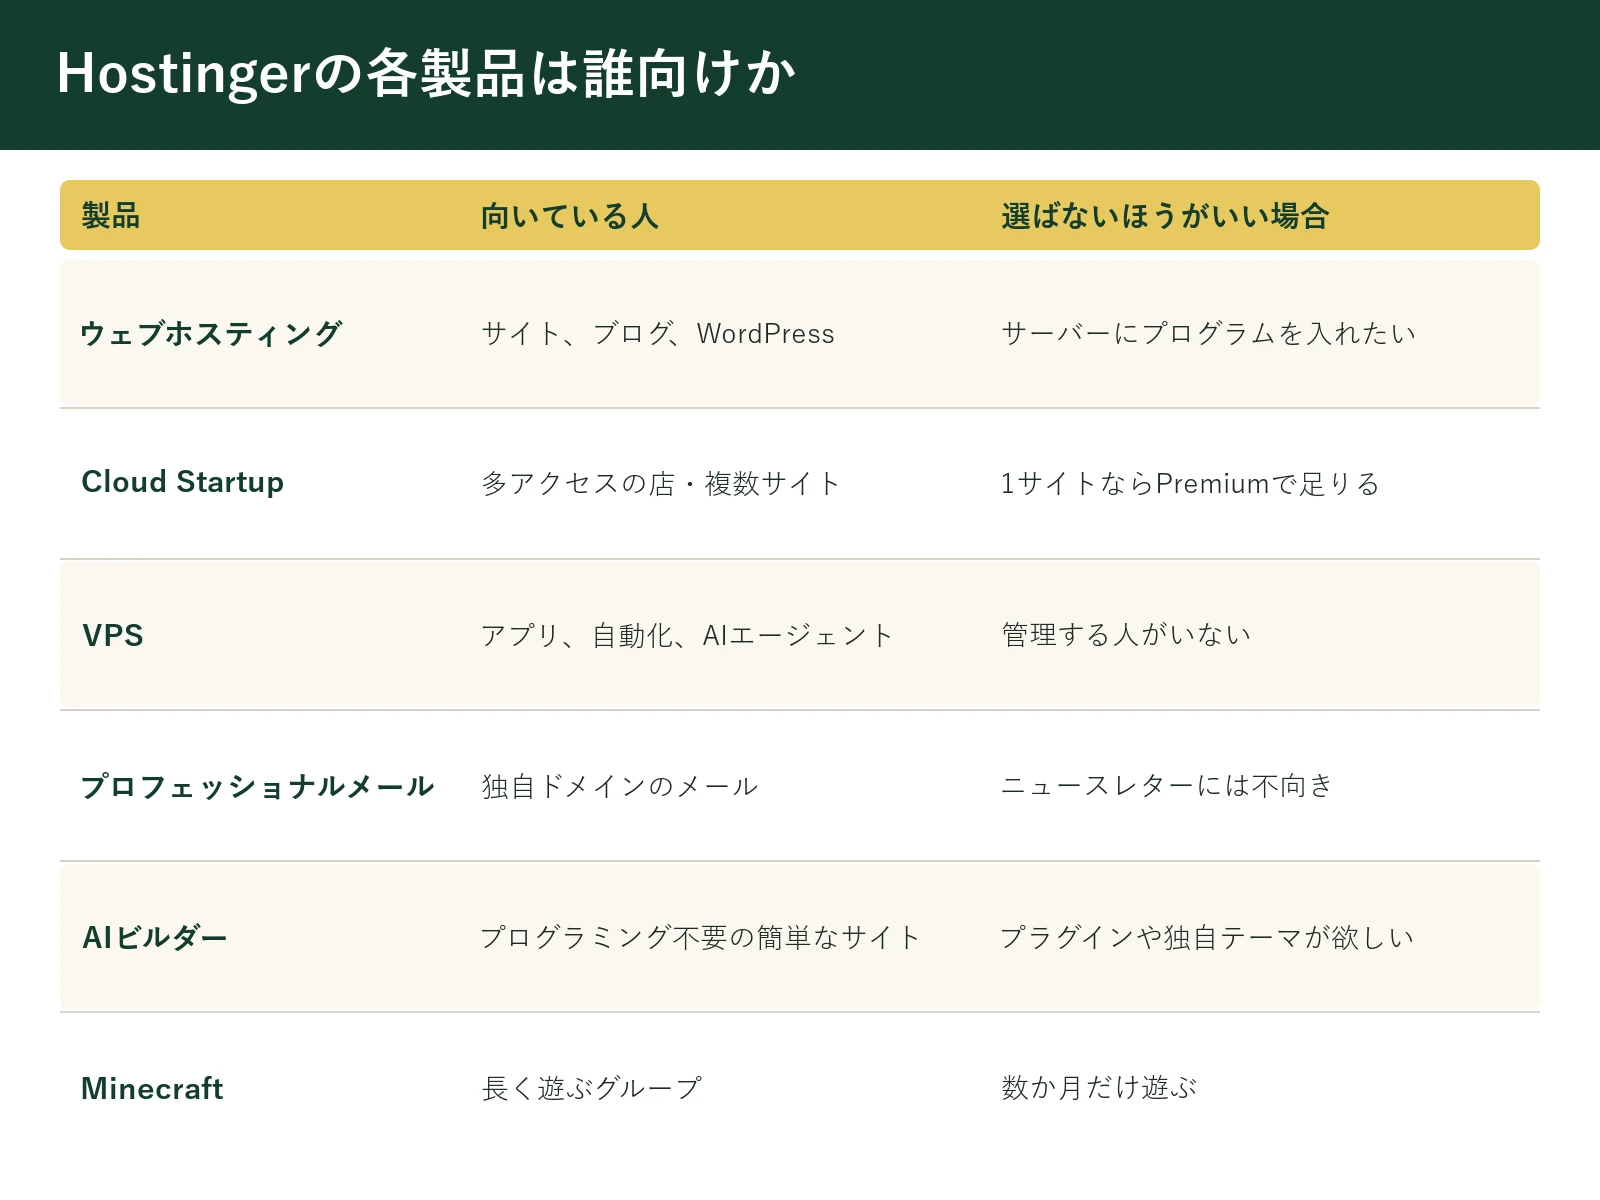 Hostingerの各製品は誰向けか
製品 向いている人 選ばないほうがいい場合
ウェブホスティング サイト、ブログ、WordPress サーバーにプログラムを入れたい
Cloud Startup 多アクセスの店・複数サイト 1サイトならPremiumで足りる
VPS アプリ、自動化、AIエージェント 管理する人がいない
プロフェッショナルメール 独自ドメインのメール ニュースレターには不向き
AIビルダー プログラミング不要の簡単なサイト プラグインや独自テーマが欲しい
Minecraft 長く遊ぶグループ 数か月だけ遊ぶ